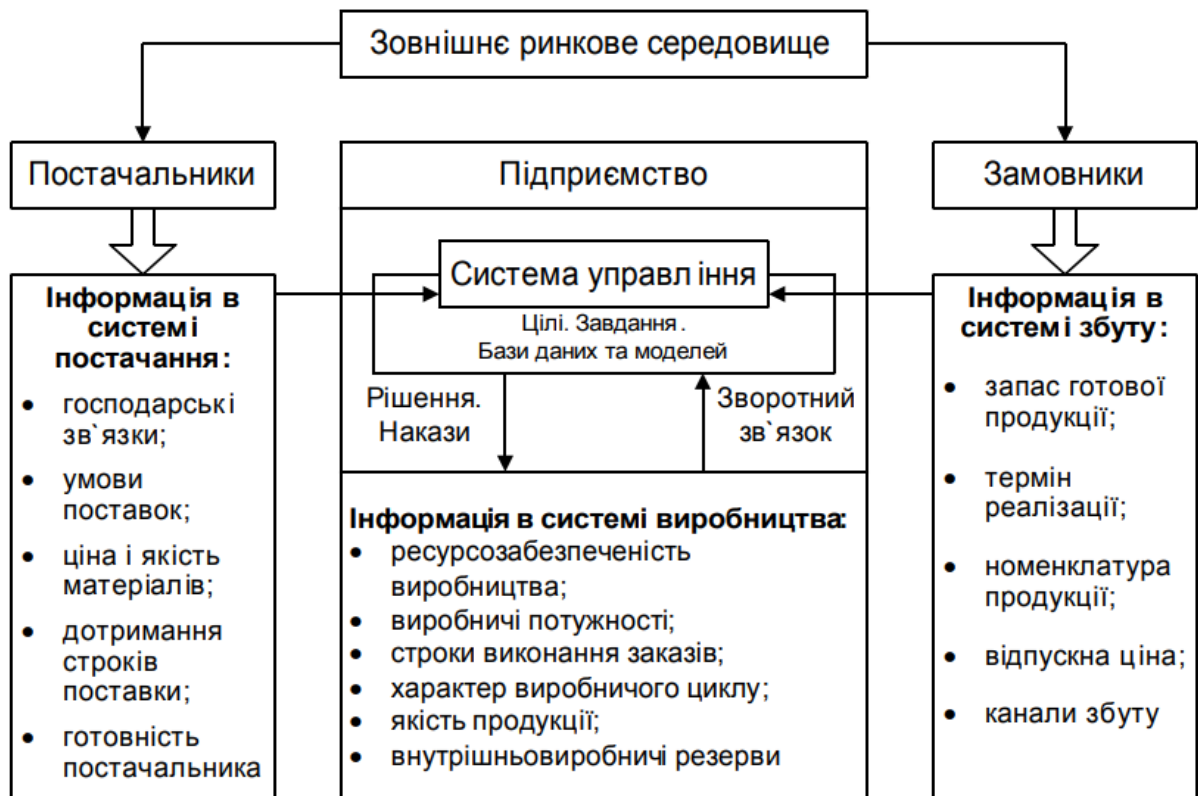 Зовнішнє ринкове середовище
Постачальники
Підприємство
Замовники
Інформація в
системі
постачання:
• господарські
зв`язки;
• умови
поставок;
• ціна і якість
матеріалів;
• дотримання
строків
поставки;
• готовність
постачальника
Система управління
Цілі. Завдання.
Бази даних та моделей
Рішення.
Накази
Зворотний
зв`язок
Інформація в системі виробництва:
• ресурсозабезпеченість
виробництва;
• виробничі потужності;
• строки виконання заказів;
• характер виробничого циклу;
• якість продукції;
• внутрішньовиробничі резерви
Інформація в
системі збуту:
• запас готової
продукції;
• термін
реалізації;
• номенклатура
продукції;
• відпускна ціна;
• канали збуту